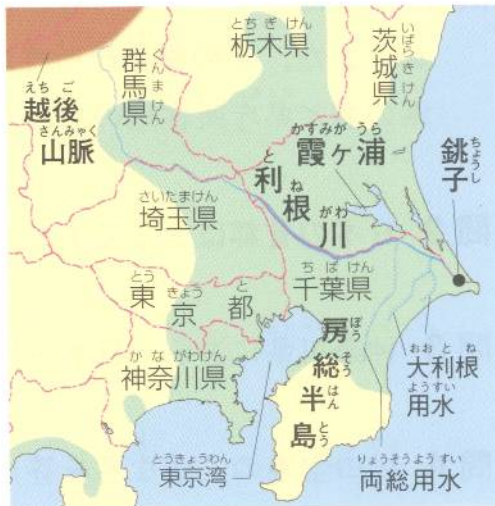 とちぎけん
栃木県
いばらきけん
茨城県
ぐんまけん
群馬県
えちご
越後
さんみゃく
山脈
かすみがうら
霞ヶ浦
ちょうし
銚子
とねがわ
利根川
さいたまけん
埼玉県
とうきょうと
東京都
ちばけん
千葉県
かながわけん
神奈川県
ぼうそうはんとう
房総半島
おおとね
大利根
ようすい
用水
とうきょうわん
東京湾
りょうそうようすい
両総用水